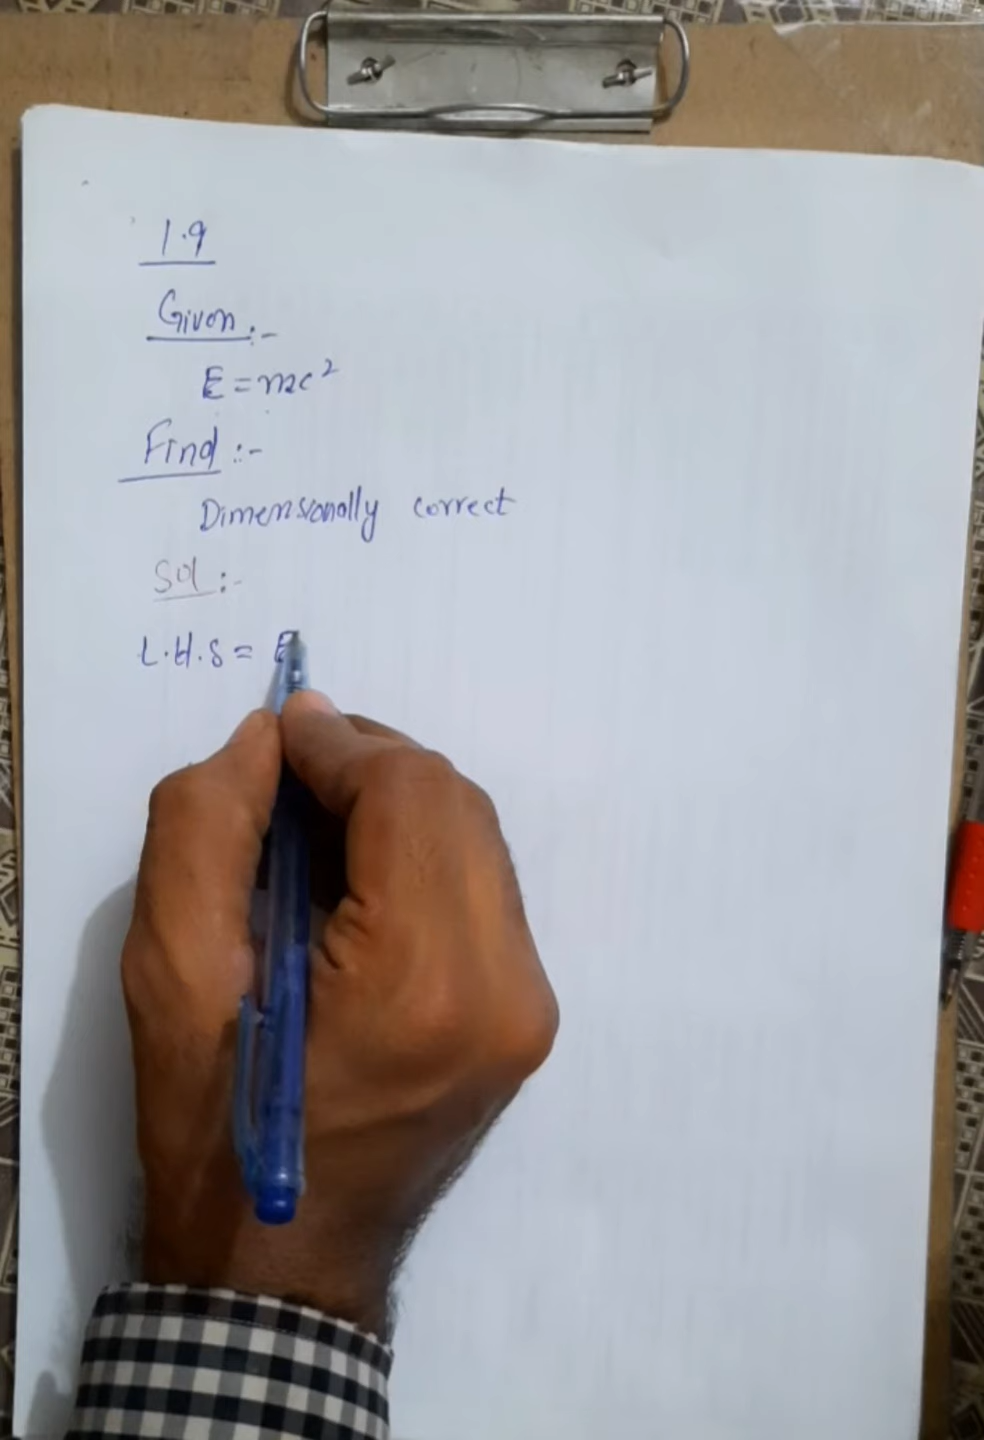 1.9
Given :-
E = mc²
Find :-
Dimensionally correct
Sol :-
L.H.S = E